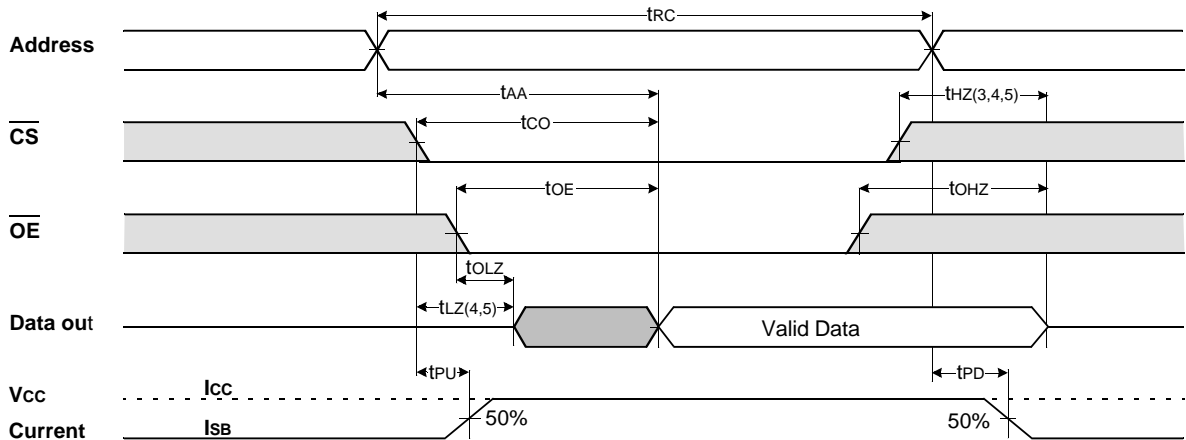 tRC
Address
tAA
tHZ(3,4,5)
CS
tCO
OE
tOE
tOHZ
tOLZ
tLZ(4,5)
Data out
Valid Data
tPU
tPD
VCC
ICC
50%
50%
Current
ISB